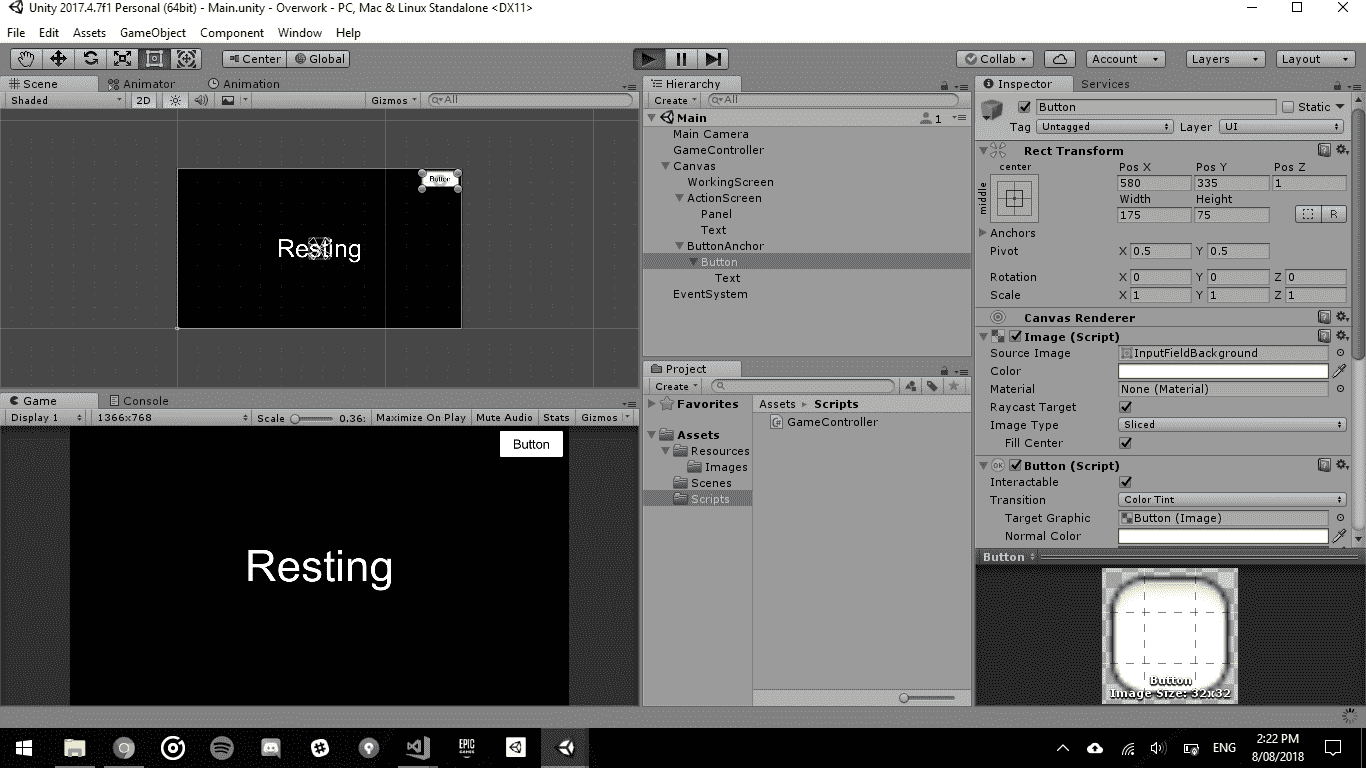 Unity 2017.4.7f1 Personal (64bit) - Main.unity - Overwork - PC, Mac & Linux Standalone <DX11>
File Edit Assets GameObject Component Window Help
Center Global Collab Account Layers Layout
Scene Animator Animation
Shaded 2D Gizmos All
Button
Resting
Game Console
Display 1 1366x768 Scale 0.36: Maximize On Play Mute Audio Stats Gizmos
Button
Resting
Hierarchy
Create All
Main 1
Main Camera
GameController
Canvas
WorkingScreen
ActionScreen
Panel
Text
ButtonAnchor
Button
Text
EventSystem
Project
Create
Favorites
Assets
Resources
Images
Scenes
Scripts
Assets Scripts
GameController
Inspector Services
Button Static
Tag Untagged Layer UI
Rect Transform
center Pos X Pos Y Pos Z
middle 580 335 1
Width Height
175 75 R
Anchors
Pivot X 0.5 Y 0.5
Rotation X 0 Y 0 Z 0
Scale X 1 Y 1 Z 1
Canvas Renderer
Image (Script)
Source Image InputFieldBackground
Color
Material None (Material)
Raycast Target
Image Type Sliced
Fill Center
OK Button (Script)
Interactable
Transition Color Tint
Target Graphic Button (Image)
Normal Color
Button
Button
Image Size: 32x32
EPIC GAMES
ENG
2:22 PM
8/08/2018